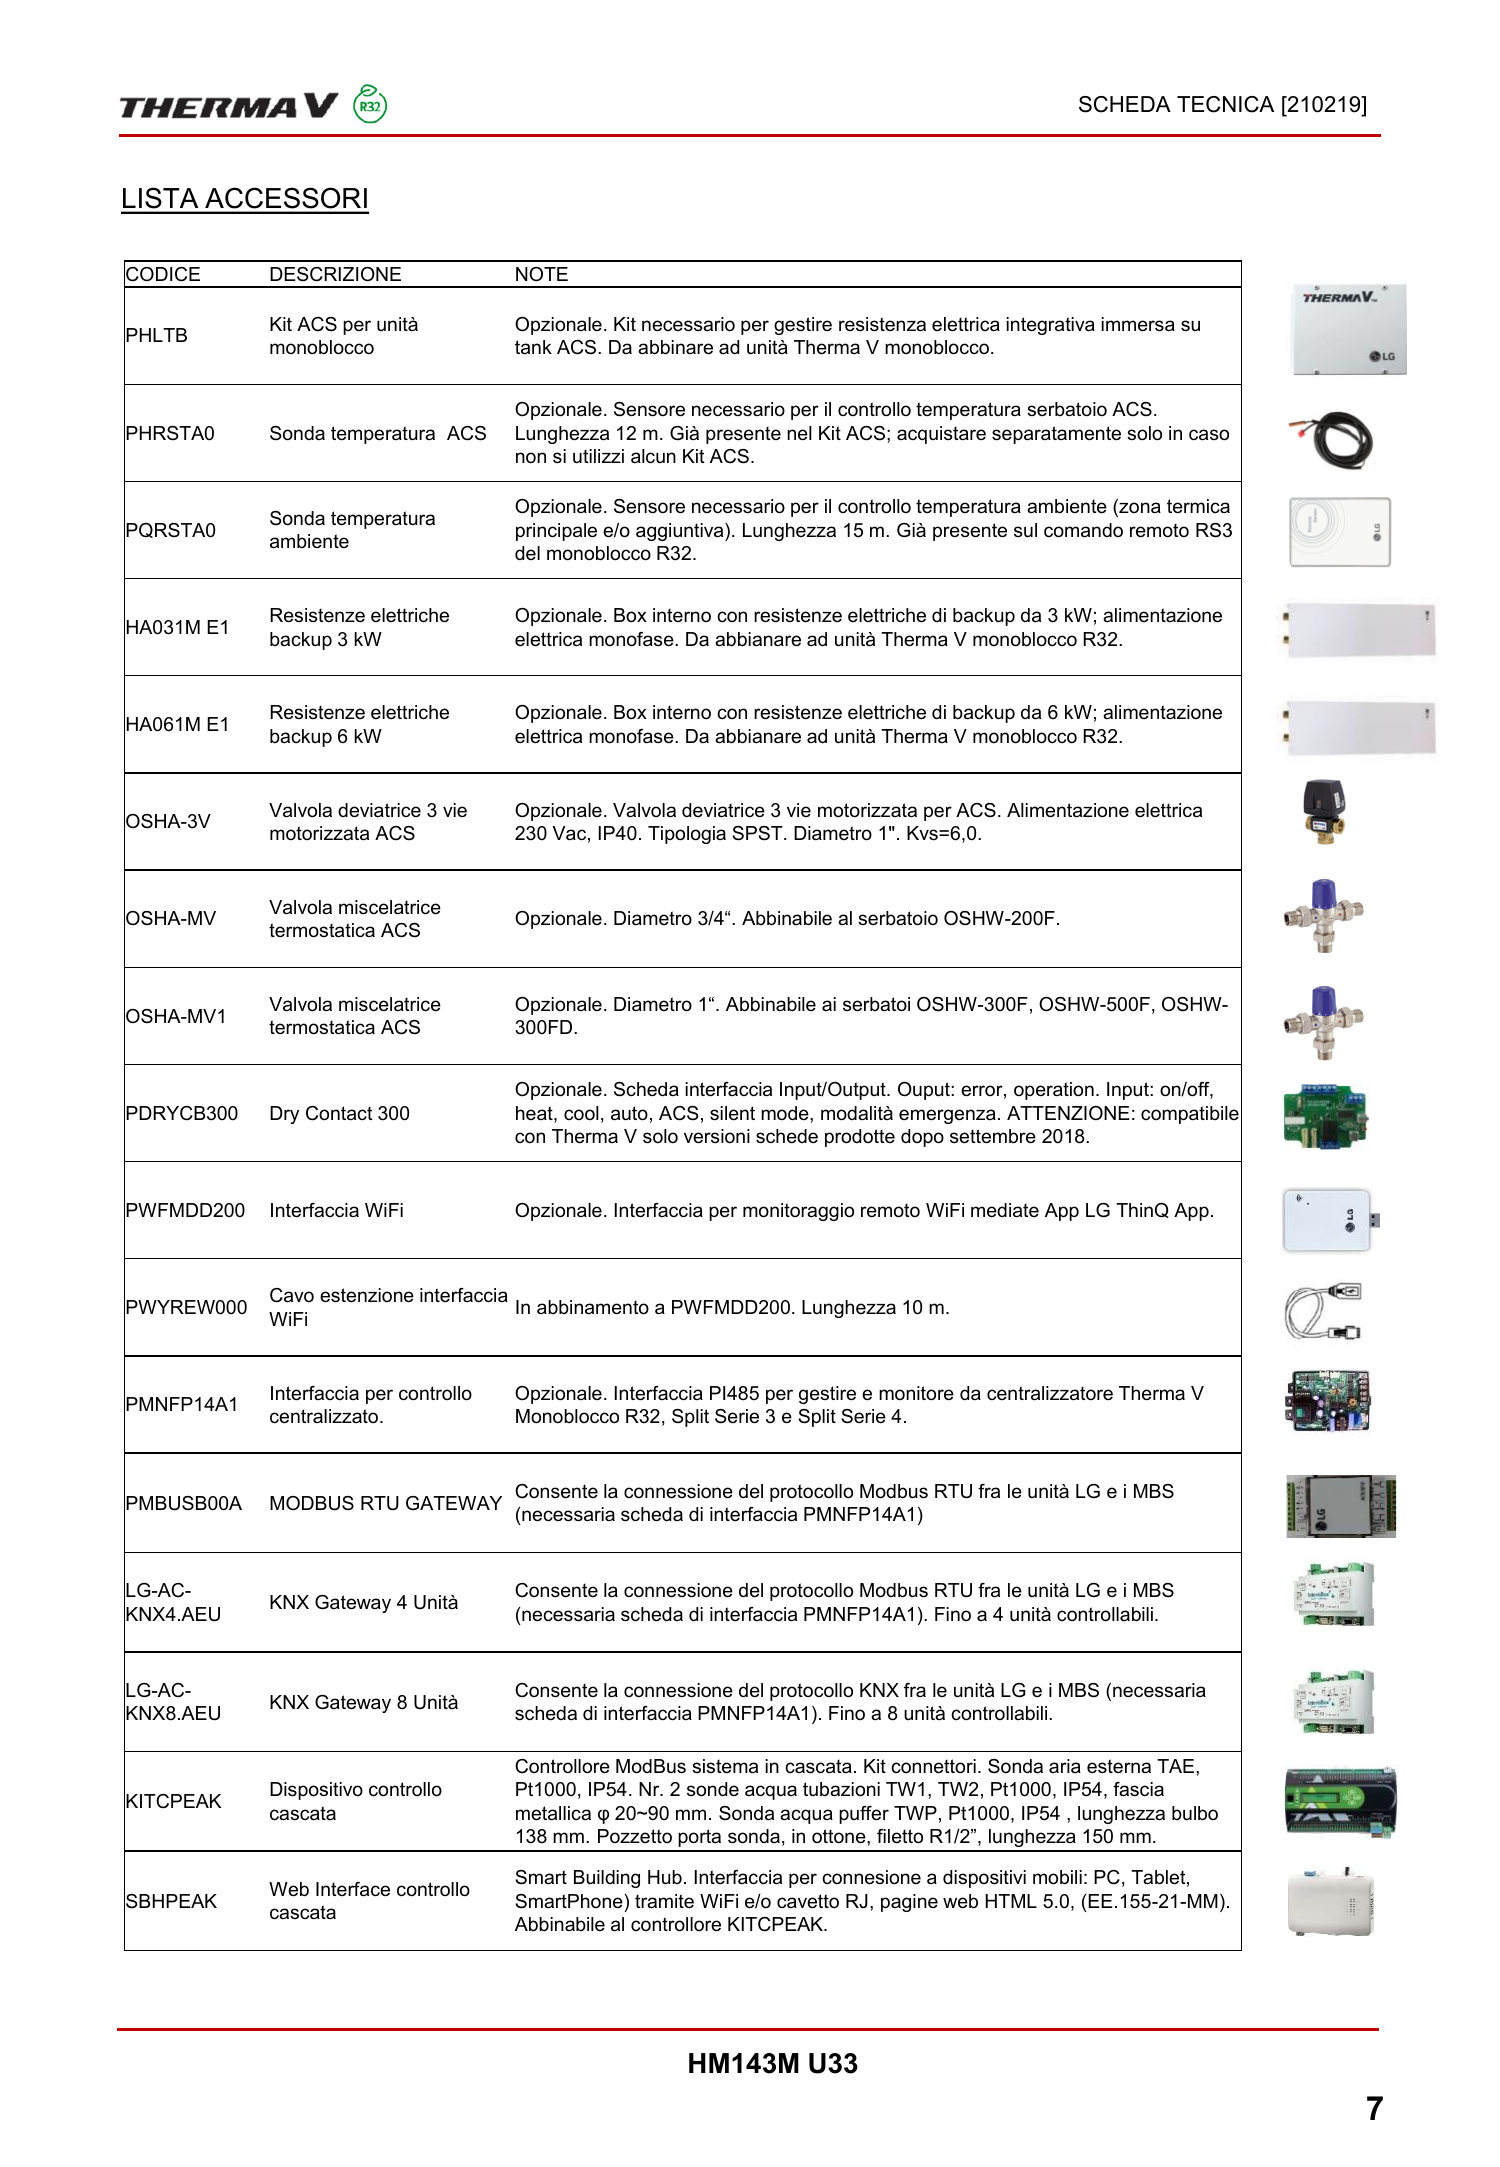 THERMA V R32
SCHEDA TECNICA [210219]
LISTA ACCESSORI
CODICE DESCRIZIONE NOTE
PHLTB
Kit ACS per unità
monoblocco
Opzionale. Kit necessario per gestire resistenza elettrica integrativa immersa su
tank ACS. Da abbinare ad unità Therma V monoblocco.
THERMA V
LG
PHRSTA0
Sonda temperatura  ACS
Opzionale. Sensore necessario per il controllo temperatura serbatoio ACS.
Lunghezza 12 m. Già presente nel Kit ACS; acquistare separatamente solo in caso
non si utilizzi alcun Kit ACS.
PQRSTA0
Sonda temperatura
ambiente
Opzionale. Sensore necessario per il controllo temperatura ambiente (zona termica
principale e/o aggiuntiva). Lunghezza 15 m. Già presente sul comando remoto RS3
del monoblocco R32.
LG
HA031M E1
Resistenze elettriche
backup 3 kW
Opzionale. Box interno con resistenze elettriche di backup da 3 kW; alimentazione
elettrica monofase. Da abbianare ad unità Therma V monoblocco R32.
HA061M E1
Resistenze elettriche
backup 6 kW
Opzionale. Box interno con resistenze elettriche di backup da 6 kW; alimentazione
elettrica monofase. Da abbianare ad unità Therma V monoblocco R32.
OSHA-3V
Valvola deviatrice 3 vie
motorizzata ACS
Opzionale. Valvola deviatrice 3 vie motorizzata per ACS. Alimentazione elettrica
230 Vac, IP40. Tipologia SPST. Diametro 1". Kvs=6,0.
OSHA-MV
Valvola miscelatrice
termostatica ACS
Opzionale. Diametro 3/4“. Abbinabile al serbatoio OSHW-200F.
OSHA-MV1
Valvola miscelatrice
termostatica ACS
Opzionale. Diametro 1“. Abbinabile ai serbatoi OSHW-300F, OSHW-500F, OSHW-
300FD.
PDRYCB300
Dry Contact 300
Opzionale. Scheda interfaccia Input/Output. Ouput: error, operation. Input: on/off,
heat, cool, auto, ACS, silent mode, modalità emergenza. ATTENZIONE: compatibile
con Therma V solo versioni schede prodotte dopo settembre 2018.
PWFMDD200
Interfaccia WiFi
Opzionale. Interfaccia per monitoraggio remoto WiFi mediate App LG ThinQ App.
LG
PWYREW000
Cavo estenzione interfaccia
WiFi
In abbinamento a PWFMDD200. Lunghezza 10 m.
PMNFP14A1
Interfaccia per controllo
centralizzato.
Opzionale. Interfaccia PI485 per gestire e monitore da centralizzatore Therma V
Monoblocco R32, Split Serie 3 e Split Serie 4.
PMBUSB00A
MODBUS RTU GATEWAY
Consente la connessione del protocollo Modbus RTU fra le unità LG e i MBS
(necessaria scheda di interfaccia PMNFP14A1)
LG
LG-AC-
KNX4.AEU
KNX Gateway 4 Unità
Consente la connessione del protocollo Modbus RTU fra le unità LG e i MBS
(necessaria scheda di interfaccia PMNFP14A1). Fino a 4 unità controllabili.
LG-AC-
KNX8.AEU
KNX Gateway 8 Unità
Consente la connessione del protocollo KNX fra le unità LG e i MBS (necessaria
scheda di interfaccia PMNFP14A1). Fino a 8 unità controllabili.
KITCPEAK
Dispositivo controllo
cascata
Controllore ModBus sistema in cascata. Kit connettori. Sonda aria esterna TAE,
Pt1000, IP54. Nr. 2 sonde acqua tubazioni TW1, TW2, Pt1000, IP54, fascia
metallica φ 20~90 mm. Sonda acqua puffer TWP, Pt1000, IP54 , lunghezza bulbo
138 mm. Pozzetto porta sonda, in ottone, filetto R1/2”, lunghezza 150 mm.
SBHPEAK
Web Interface controllo
cascata
Smart Building Hub. Interfaccia per connesione a dispositivi mobili: PC, Tablet,
SmartPhone) tramite WiFi e/o cavetto RJ, pagine web HTML 5.0, (EE.155-21-MM).
Abbinabile al controllore KITCPEAK.
HM143M U33
7